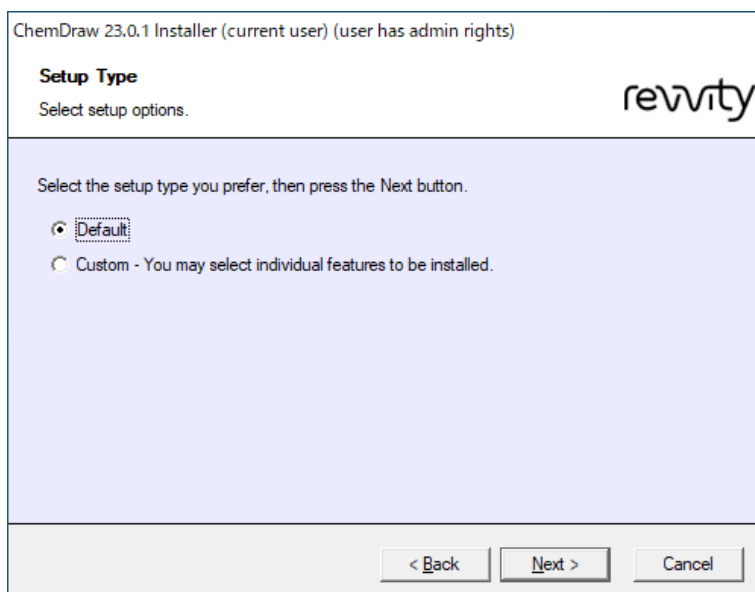 ChemDraw 23.0.1 Installer (current user) (user has admin rights)
Setup Type
Select setup options.
revvity
Select the setup type you prefer, then press the Next button.
Default
Custom - You may select individual features to be installed.
< Back
Next >
Cancel